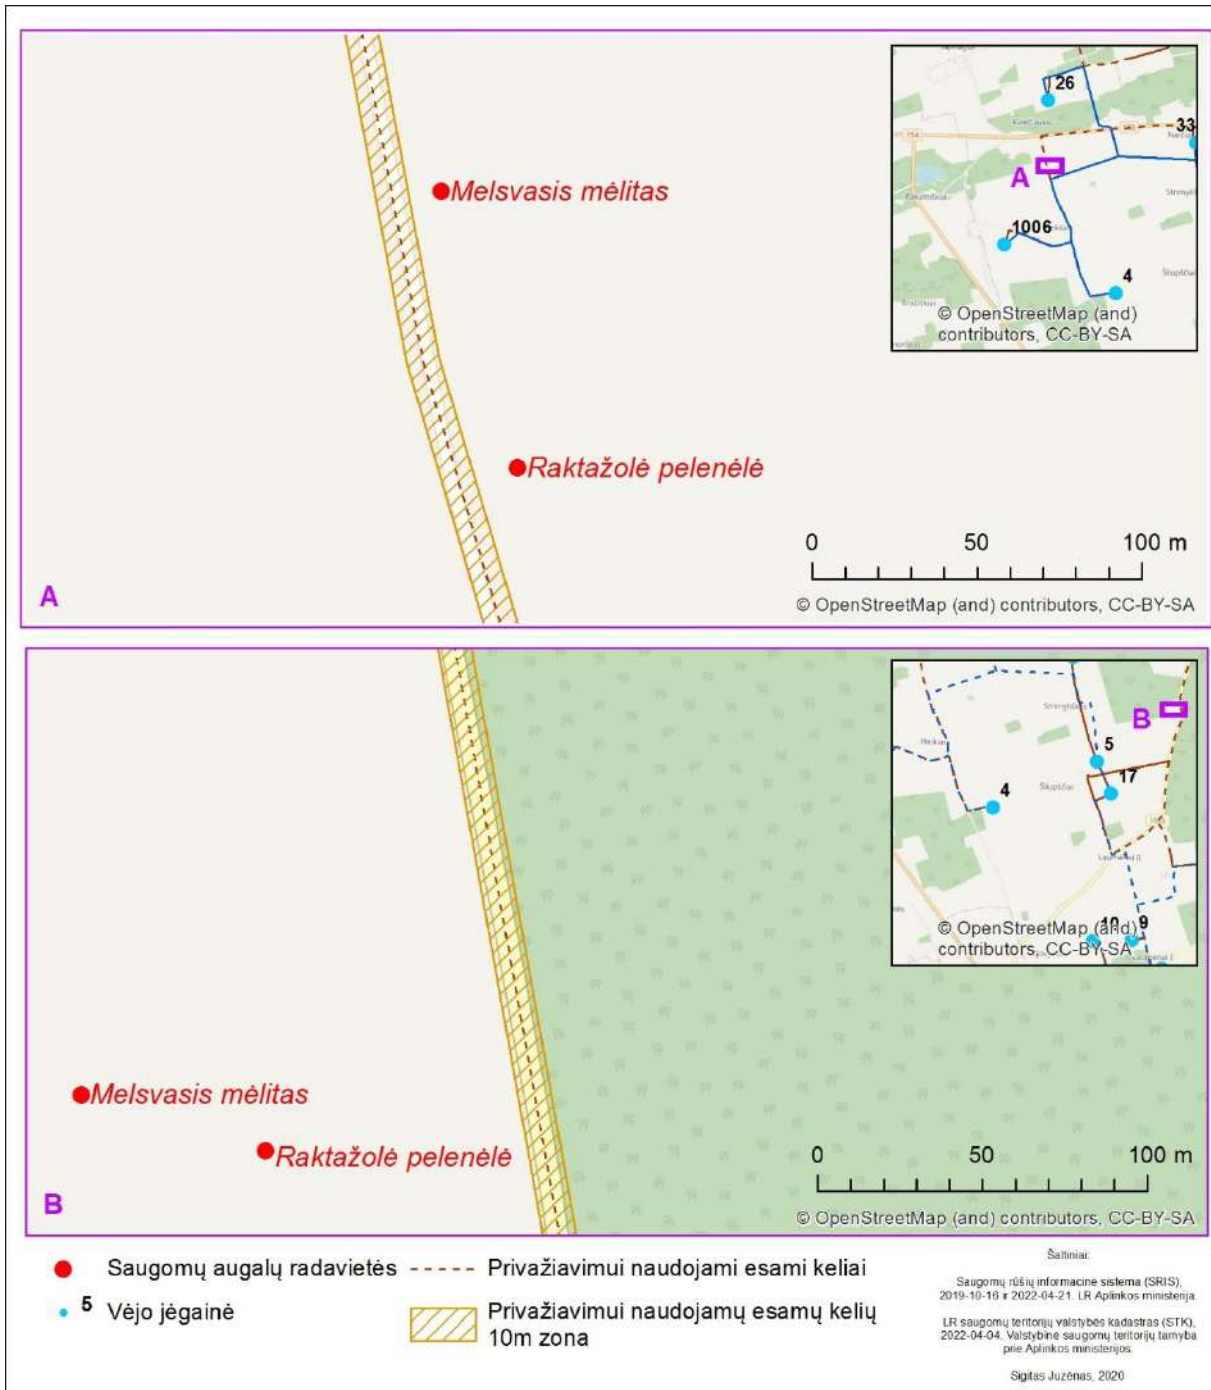 Melsvasis mėlitas
Raktažolė pelenėlė
0 50 100 m
© OpenStreetMap (and) contributors, CC-BY-SA
A
26
154
33
A
1006
4
© OpenStreetMap (and)
contributors, CC-BY-SA
Melsvasis mėlitas
Raktažolė pelenėlė
0 50 100 m
© OpenStreetMap (and) contributors, CC-BY-SA
B
B
5
17
4
10 9
© OpenStreetMap (and)
contributors, CC-BY-SA
Saugomų augalų radavietės
5 Vėjo jėgainė
Privažiavimui naudojami esami keliai
Privažiavimui naudojamų esamų kelių
10m zona
Šaltiniai:
Saugomų rūšių informacinė sistema (SRIS),
2019-10-16 ir 2022-04-21. LR Aplinkos ministerija.
LR saugomų teritorijų valstybės kadastras (STK),
2022-04-04. Valstybinė saugomų teritorijų tarnyba
prie Aplinkos ministerijos.
Sigitas Juzėnas, 2020